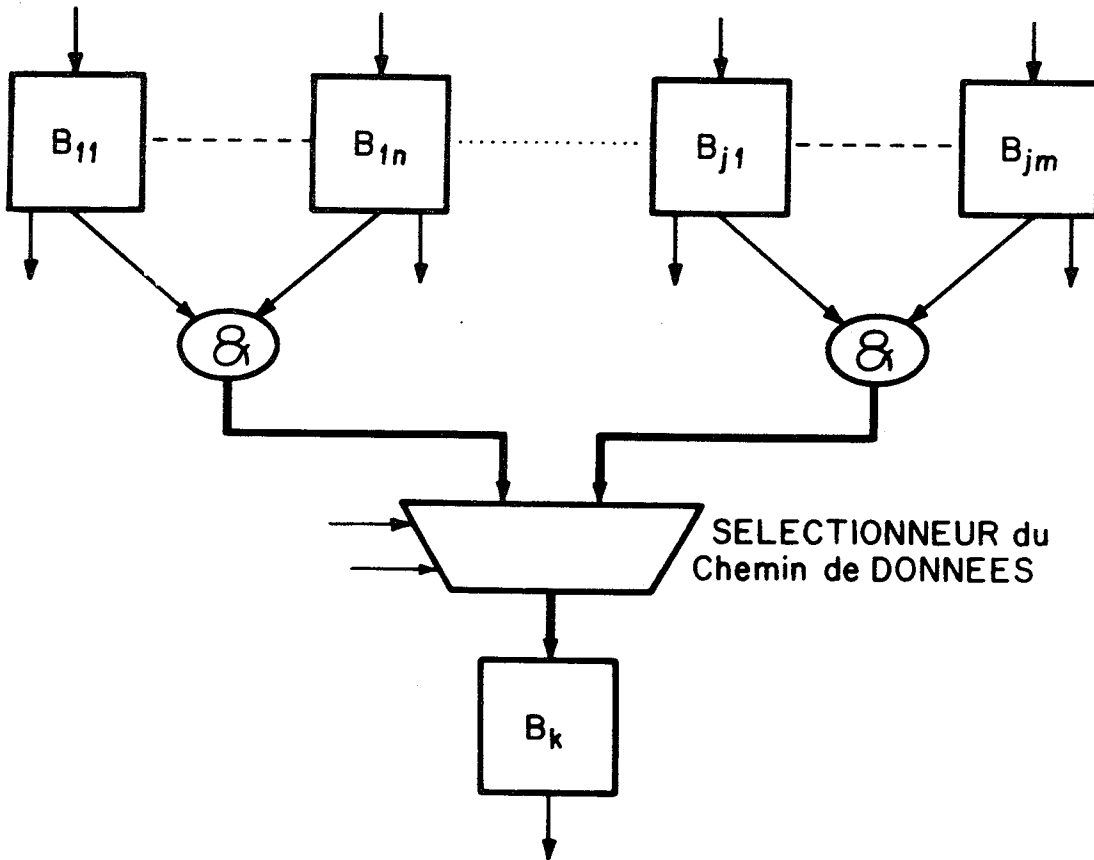 B11
B1n
Bj1
Bjm
&
&
SELECTIONNEUR du
Chemin de DONNEES
Bk